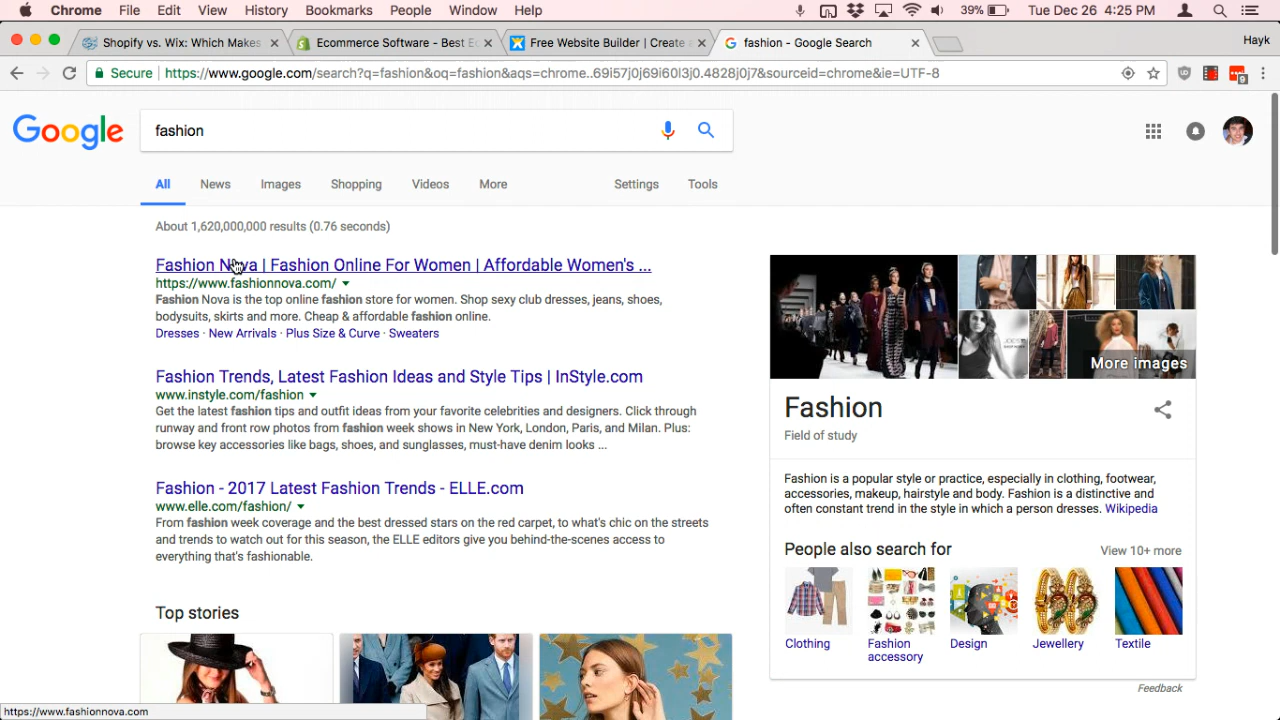 Chrome File Edit View History Bookmarks People Window Help 39% Tue Dec 26 4:25 PM
Shopify vs. Wix: Which Makes Ecommerce Software - Best E Free Website Builder | Create fashion - Google Search Hayk
Secure https://www.google.com/search?q=fashion&oq=fashion&aqs=chrome..69i57j0j69i60l3j0.4828j0j7&sourceid=chrome&ie=UTF-8 9
Google fashion
All News Images Shopping Videos More Settings Tools
About 1,620,000,000 results (0.76 seconds)
Fashion Nova | Fashion Online For Women | Affordable Women's ...
https://www.fashionnova.com/
Fashion Nova is the top online fashion store for women. Shop sexy club dresses, jeans, shoes,
bodysuits, skirts and more. Cheap & affordable fashion online.
Dresses · New Arrivals · Plus Size & Curve · Sweaters
Fashion Trends, Latest Fashion Ideas and Style Tips | InStyle.com
www.instyle.com/fashion
Get the latest fashion tips and outfit ideas from your favorite celebrities and designers. Click through
runway and front row photos from fashion week shows in New York, London, Paris, and Milan. Plus:
browse key accessories like bags, shoes, and sunglasses, must-have denim looks ...
Fashion - 2017 Latest Fashion Trends - ELLE.com
www.elle.com/fashion/
From fashion week coverage and the best dressed stars on the red carpet, to what's chic on the streets
and trends to watch out for this season, the ELLE editors give you behind-the-scenes access to
everything that's fashionable.
Top stories
More images
Fashion
Field of study
Fashion is a popular style or practice, especially in clothing, footwear,
accessories, makeup, hairstyle and body. Fashion is a distinctive and
often constant trend in the style in which a person dresses. Wikipedia
People also search for View 10+ more
Clothing Fashion accessory Design Jewellery Textile
Feedback
https://www.fashionnova.com